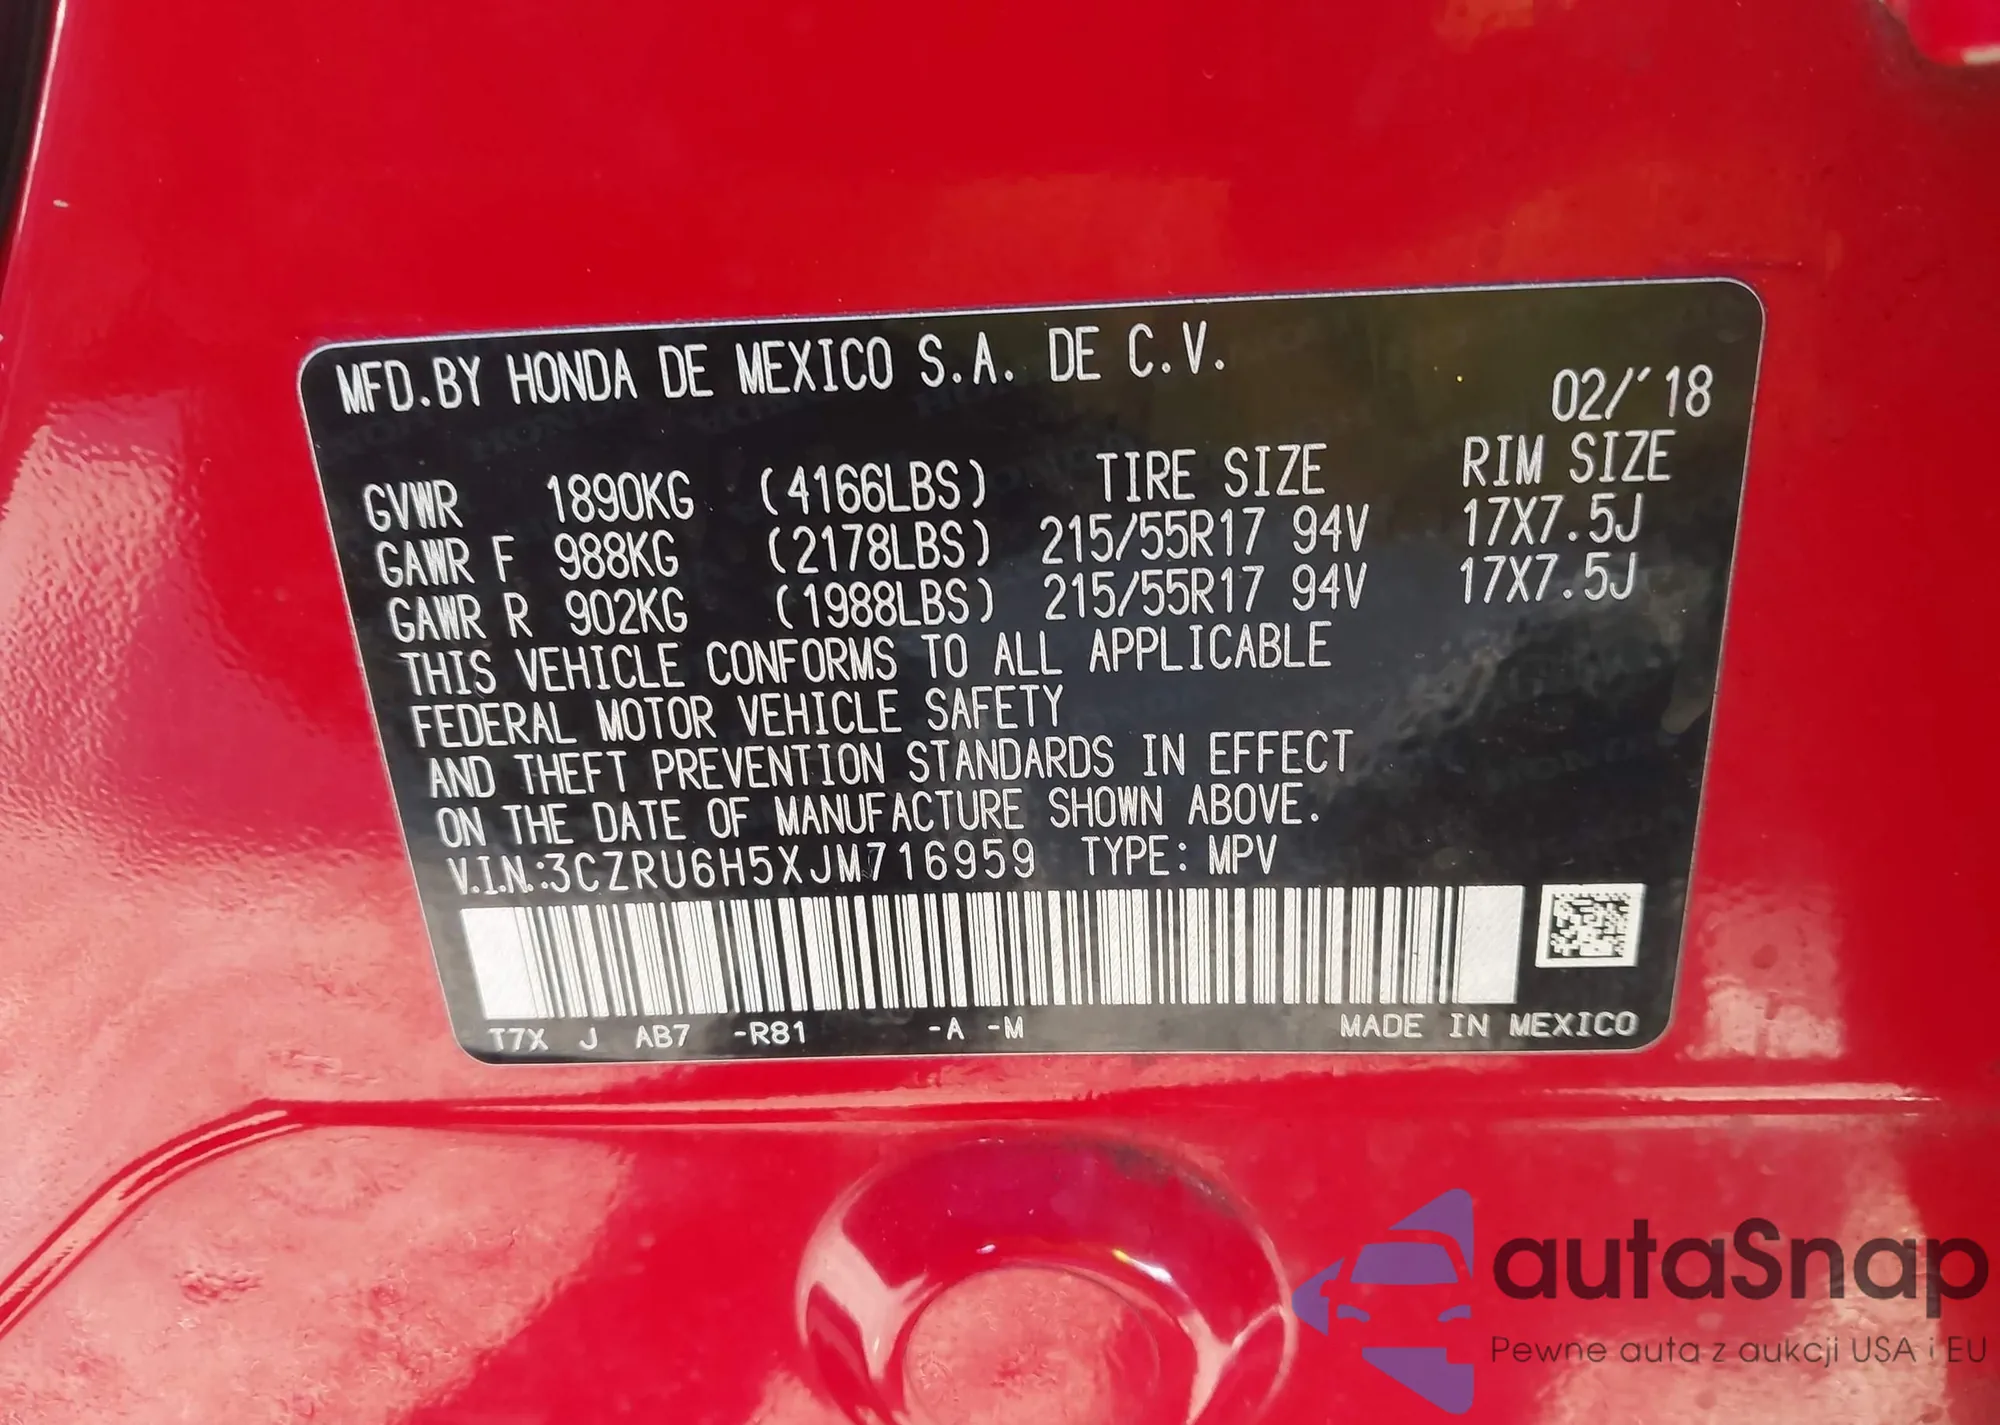 MFD.BY HONDA DE MEXICO S.A. DE C.V.
02/'18
GVWR 1890KG (4166LBS) TIRE SIZE RIM SIZE
GAWR F 988KG (2178LBS) 215/55R17 94V 17X7.5J
GAWR R 902KG (1988LBS) 215/55R17 94V 17X7.5J
THIS VEHICLE CONFORMS TO ALL APPLICABLE
FEDERAL MOTOR VEHICLE SAFETY
AND THEFT PREVENTION STANDARDS IN EFFECT
ON THE DATE OF MANUFACTURE SHOWN ABOVE.
V.I.N.:3CZRU6H5XJM716959 TYPE: MPV
T7X J AB7 -R81 -A -M MADE IN MEXICO
autaSnap
Pewne auta z aukcji USA i EU